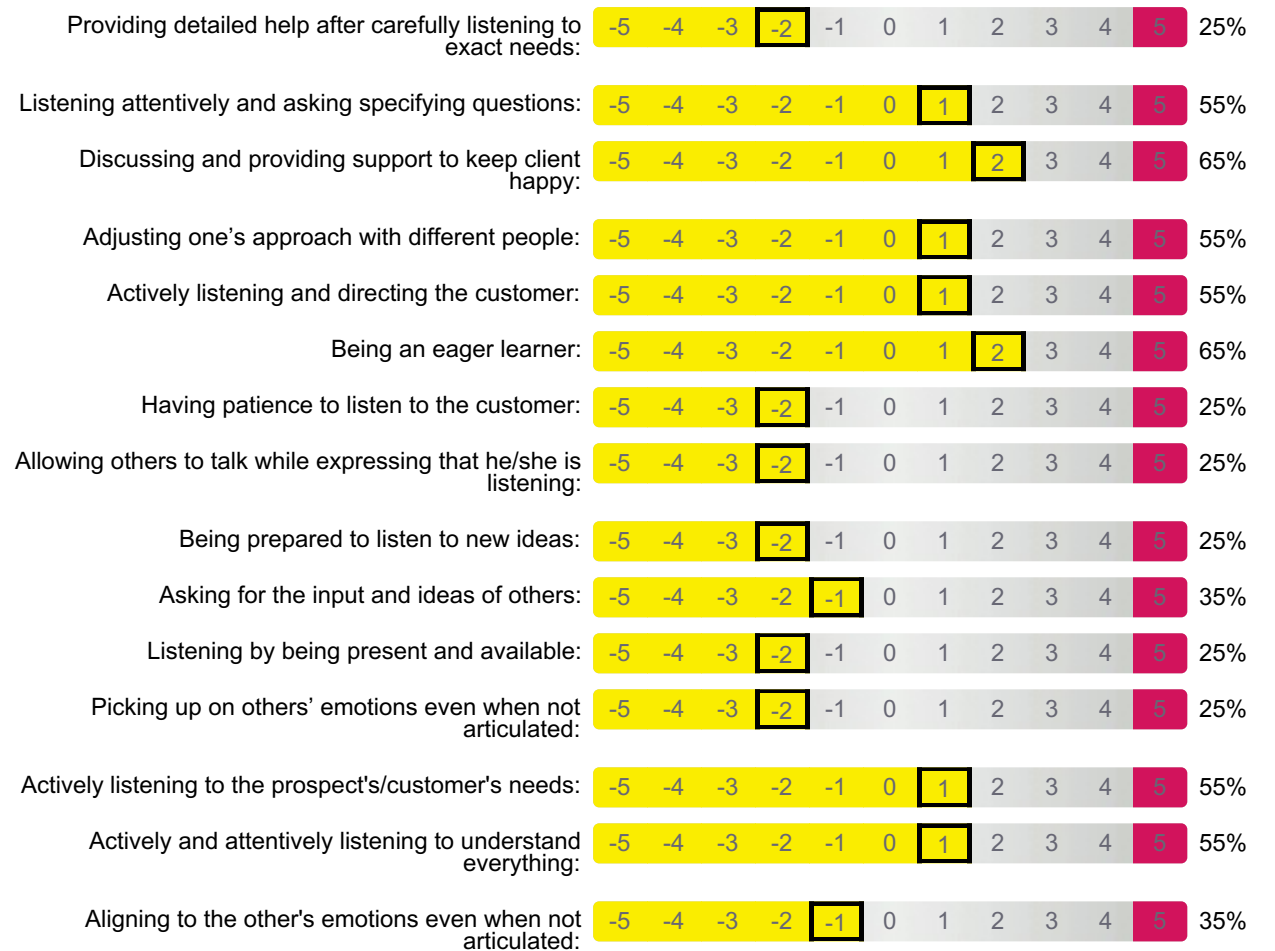 Providing detailed help after carefully listening to
exact needs:
-5 -4 -3 -2 -1 0 1 2 3 4 5 25%
Listening attentively and asking specifying questions: -5 -4 -3 -2 -1 0 1 2 3 4 5 55%
Discussing and providing support to keep client
happy:
-5 -4 -3 -2 -1 0 1 2 3 4 5 65%
Adjusting one’s approach with different people: -5 -4 -3 -2 -1 0 1 2 3 4 5 55%
Actively listening and directing the customer: -5 -4 -3 -2 -1 0 1 2 3 4 5 55%
Being an eager learner: -5 -4 -3 -2 -1 0 1 2 3 4 5 65%
Having patience to listen to the customer: -5 -4 -3 -2 -1 0 1 2 3 4 5 25%
Allowing others to talk while expressing that he/she is
listening:
-5 -4 -3 -2 -1 0 1 2 3 4 5 25%
Being prepared to listen to new ideas: -5 -4 -3 -2 -1 0 1 2 3 4 5 25%
Asking for the input and ideas of others: -5 -4 -3 -2 -1 0 1 2 3 4 5 35%
Listening by being present and available: -5 -4 -3 -2 -1 0 1 2 3 4 5 25%
Picking up on others’ emotions even when not
articulated:
-5 -4 -3 -2 -1 0 1 2 3 4 5 25%
Actively listening to the prospect's/customer's needs: -5 -4 -3 -2 -1 0 1 2 3 4 5 55%
Actively and attentively listening to understand
everything:
-5 -4 -3 -2 -1 0 1 2 3 4 5 55%
Aligning to the other's emotions even when not
articulated:
-5 -4 -3 -2 -1 0 1 2 3 4 5 35%